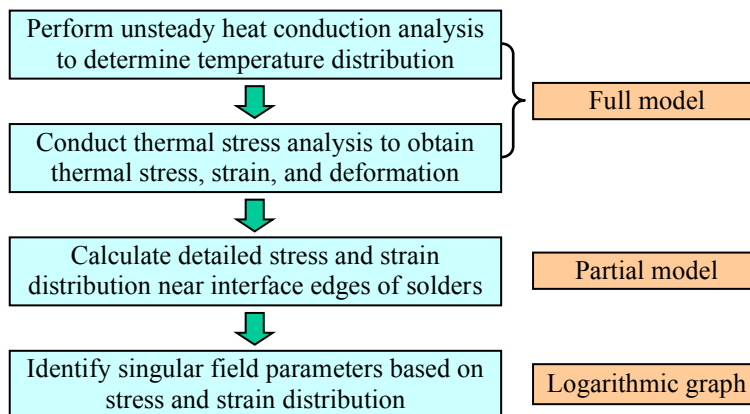 Perform unsteady heat conduction analysis
to determine temperature distribution
Full model
Conduct thermal stress analysis to obtain
thermal stress, strain, and deformation
Calculate detailed stress and strain
distribution near interface edges of solders
Partial model
Identify singular field parameters based on
stress and strain distribution
Logarithmic graph